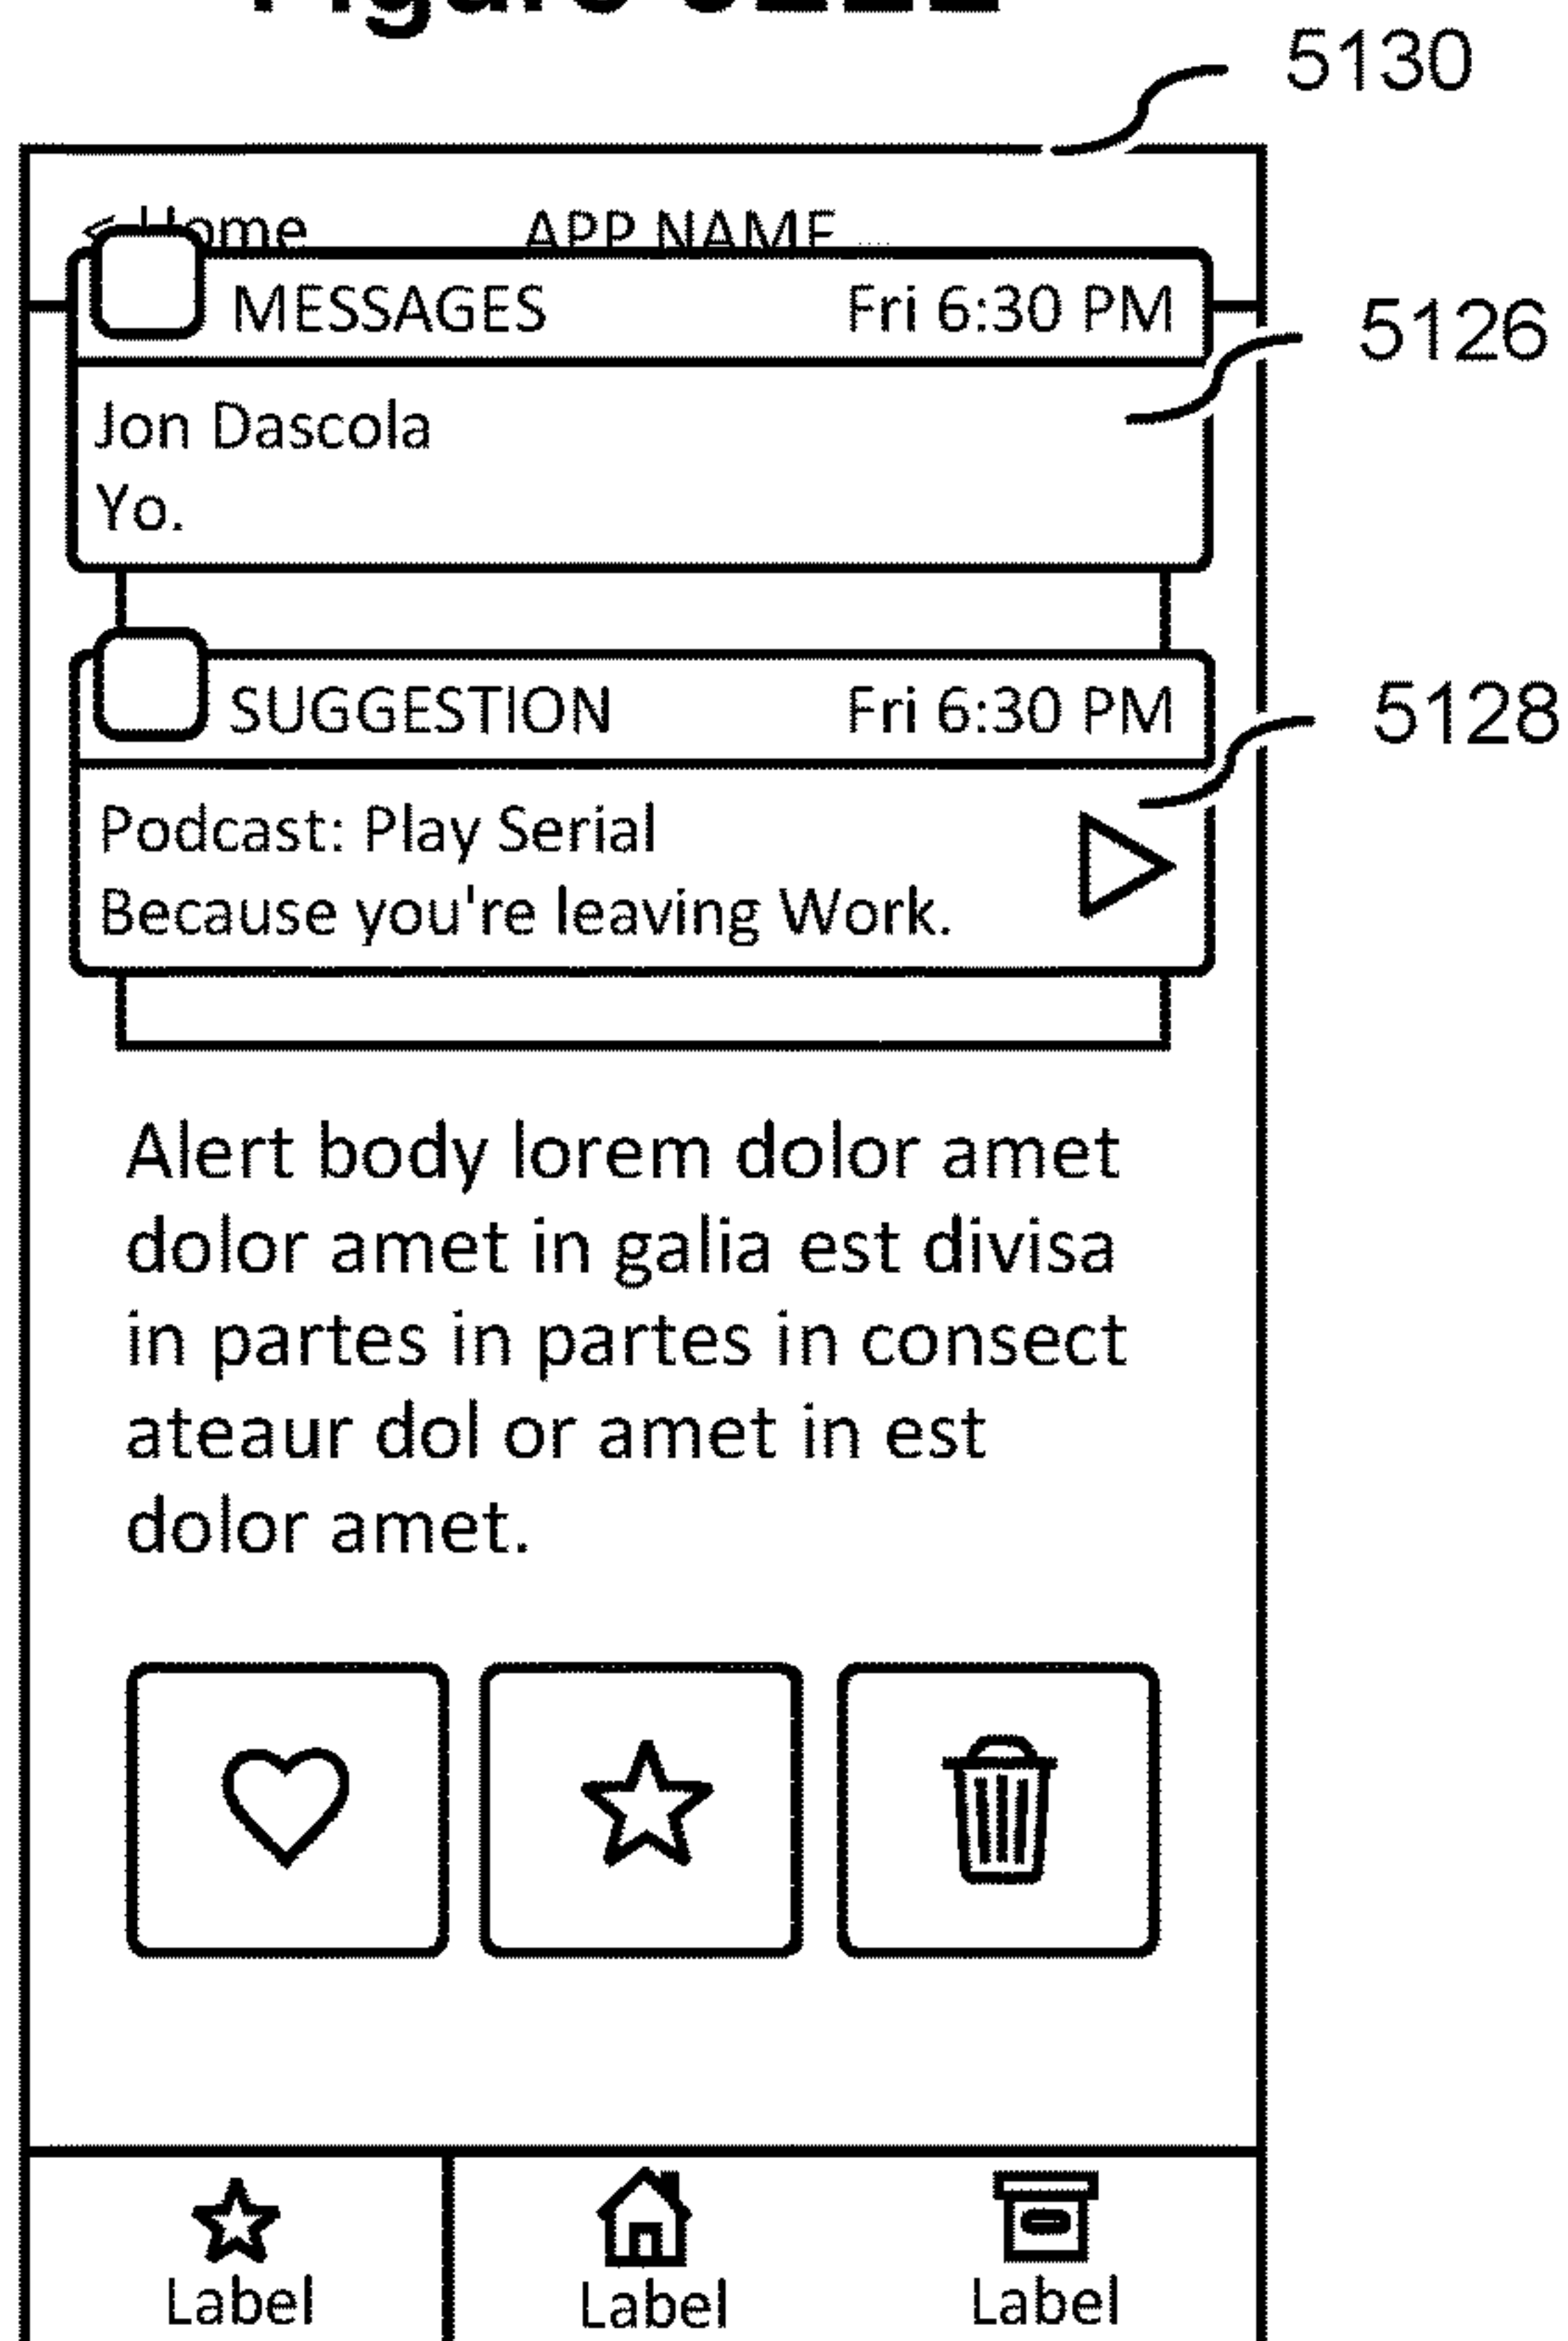 5130
< Home APP NAME
MESSAGES Fri 6:30 PM
5126
Jon Dascola
Yo.
SUGGESTION Fri 6:30 PM
5128
Podcast: Play Serial
Because you're leaving Work.
Alert body lorem dolor amet
dolor amet in galia est divisa
in partes in partes in consect
ateaur dol or amet in est
dolor amet.
Label Label Label